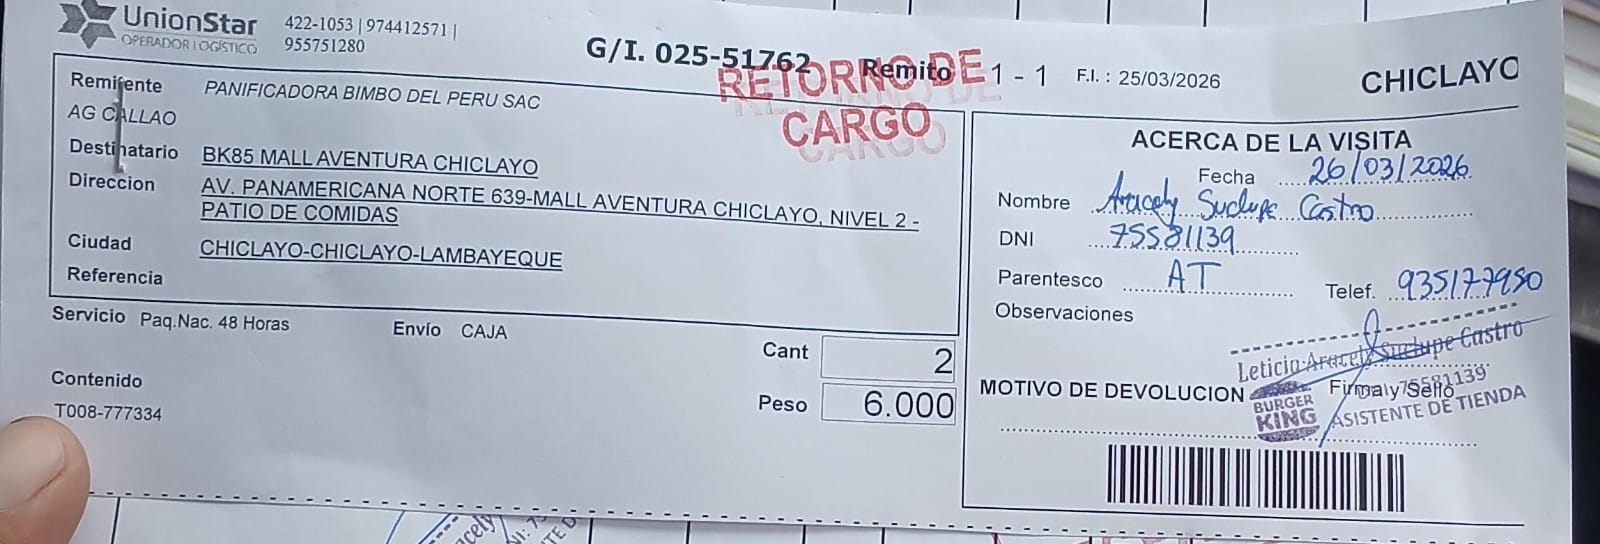 UnionStar
OPERADOR LOGÍSTICO
422-1053 | 974412571 |
955751280
G/I. 025-51762
Remito 1 - 1
F.I. : 25/03/2026
CHICLAYO
RETORNO DE
CARGO
Remitente PANIFICADORA BIMBO DEL PERU SAC
AG CALLAO
Destinatario BK85 MALL AVENTURA CHICLAYO
Direccion AV. PANAMERICANA NORTE 639-MALL AVENTURA CHICLAYO, NIVEL 2 -
PATIO DE COMIDAS
Ciudad CHICLAYO-CHICLAYO-LAMBAYEQUE
Referencia
Servicio Paq.Nac. 48 Horas Envío CAJA
Cant 2
Peso 6.000
Contenido
T008-777334
ACERCA DE LA VISITA
Fecha 26/03/2026
Nombre Aracely Suclupe Castro
DNI 75581139
Parentesco AT Telef. 935177950
Observaciones
Leticia Aracely Suclupe Castro
MOTIVO DE DEVOLUCION Firma y Sello
75581139
BURGER
KING
ASISTENTE DE TIENDA